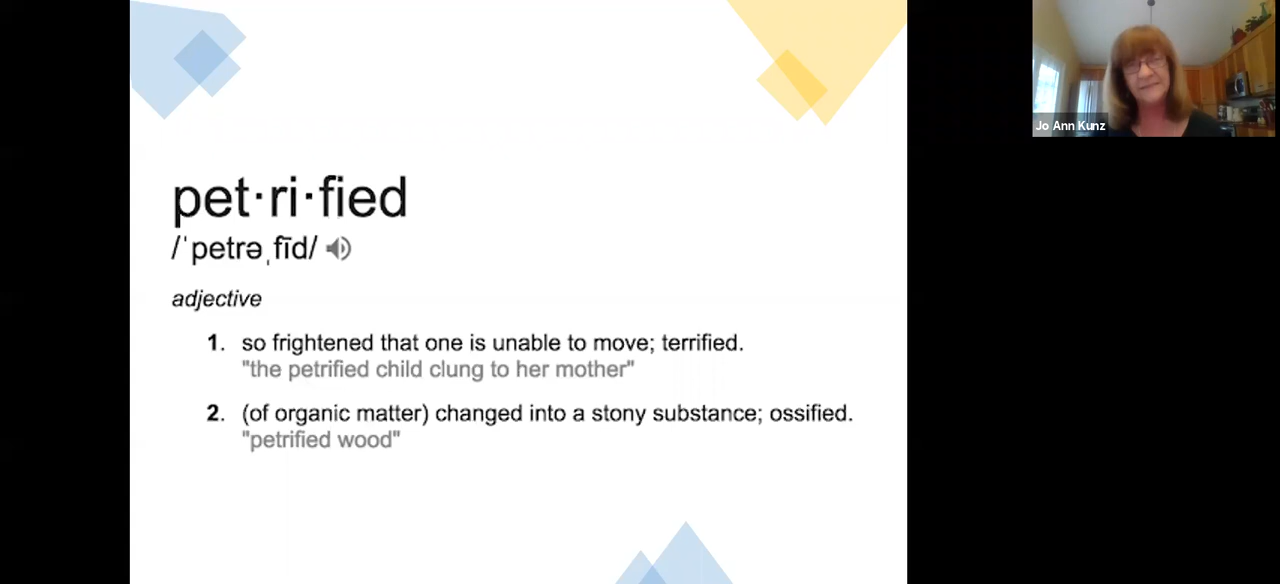 pet·ri·fied
/ˈpetrəˌfīd/
adjective
1. so frightened that one is unable to move; terrified.
"the petrified child clung to her mother"
2. (of organic matter) changed into a stony substance; ossified.
"petrified wood"
Jo Ann Kunz